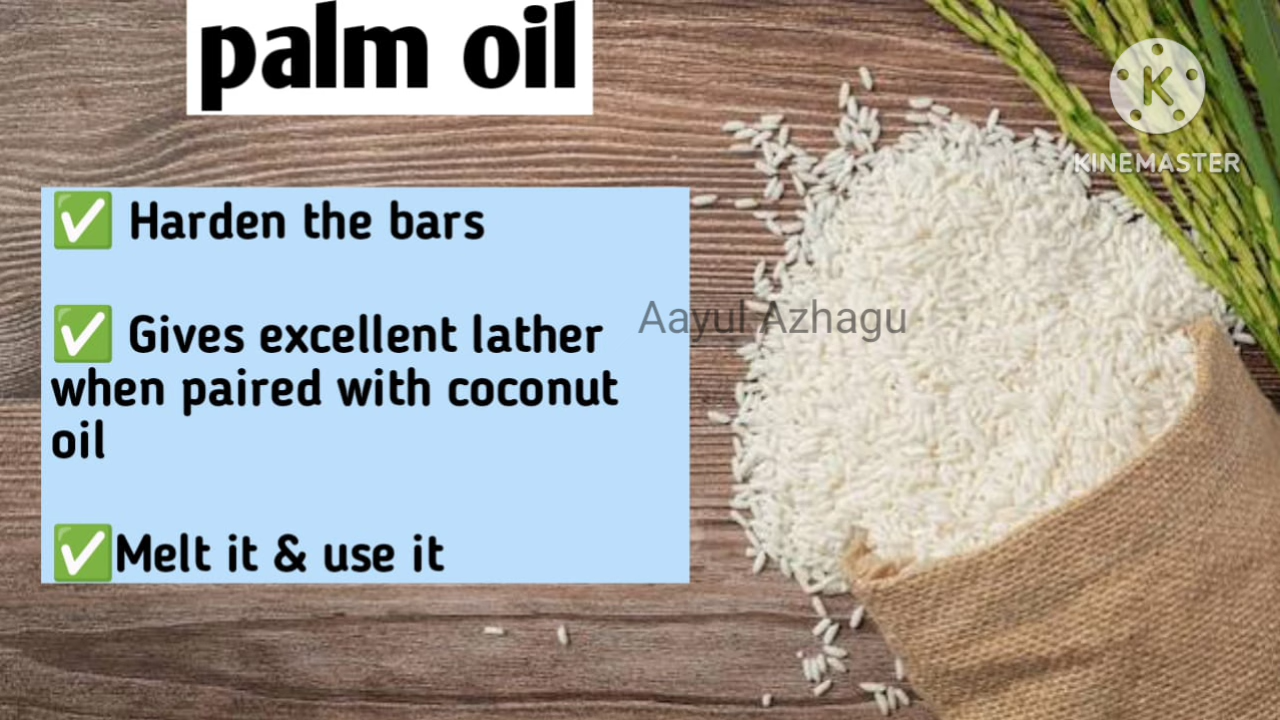 palm oil
K
KINEMASTER
✅ Harden the bars
✅ Gives excellent lather
when paired with coconut
oil
Aayul Azhagu
✅Melt it & use it